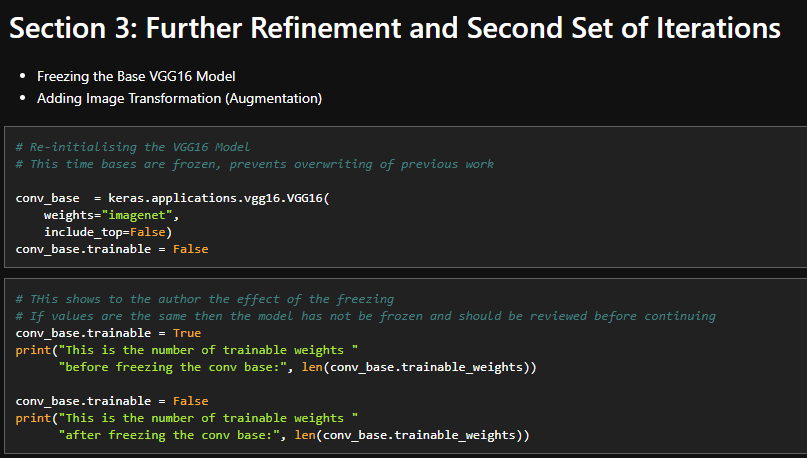 Section 3: Further Refinement and Second Set of Iterations
• Freezing the Base VGG16 Model
• Adding Image Transformation (Augmentation)
# Re-initialising the VGG16 Model
# This time bases are frozen, prevents overwriting of previous work
conv_base  = keras.applications.vgg16.VGG16(
    weights="imagenet",
    include_top=False)
conv_base.trainable = False
# THis shows to the author the effect of the freezing
# If values are the same then the model has not be frozen and should be reviewed before continuing
conv_base.trainable = True
print("This is the number of trainable weights "
      "before freezing the conv base:", len(conv_base.trainable_weights))
conv_base.trainable = False
print("This is the number of trainable weights "
      "after freezing the conv base:", len(conv_base.trainable_weights))